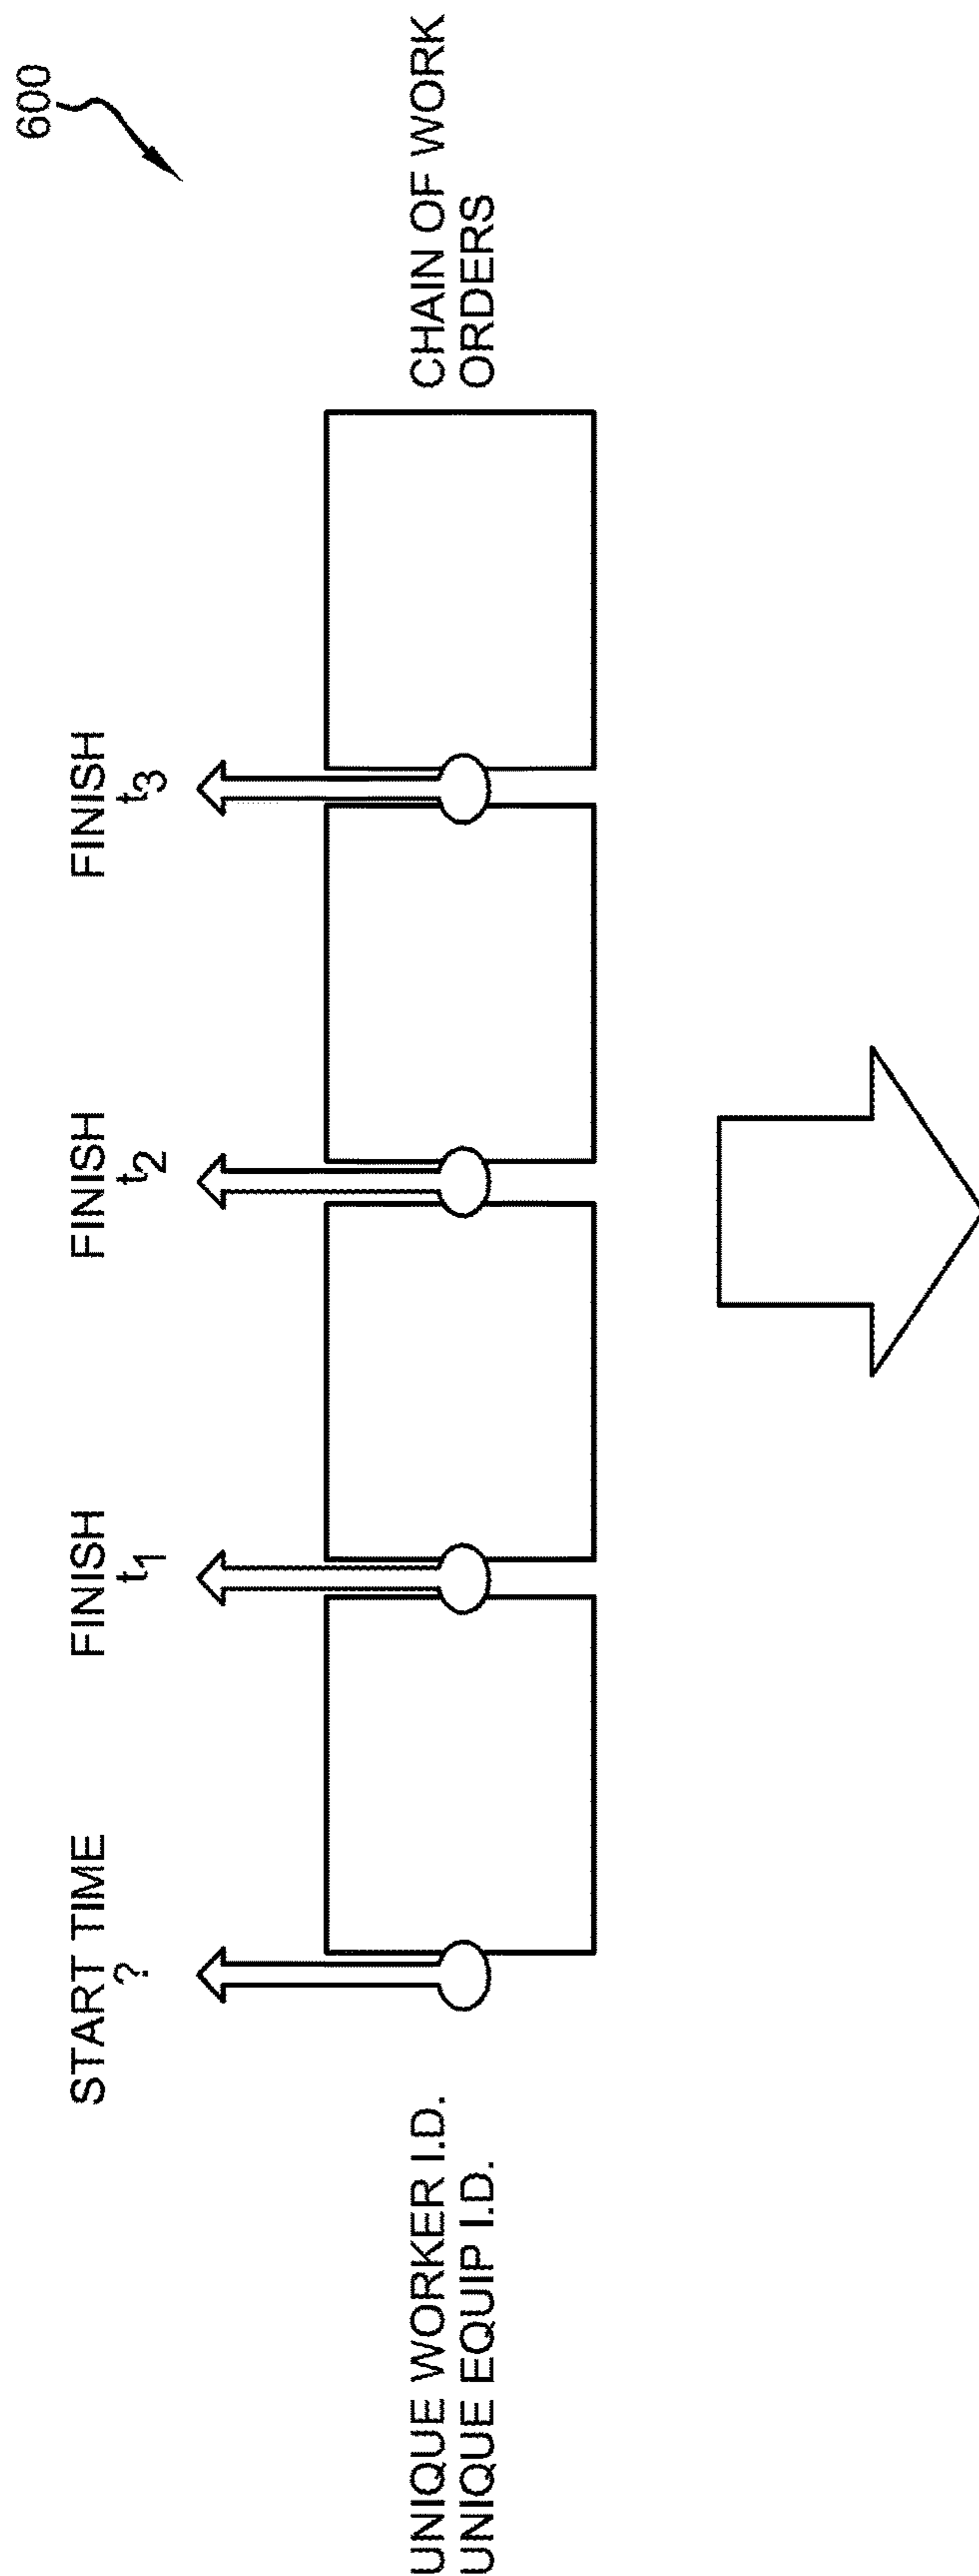 600
START TIME
?
FINISH
t1
FINISH
t2
FINISH
t3
UNIQUE WORKER I.D.
UNIQUE EQUIP I.D.
CHAIN OF WORK
ORDERS